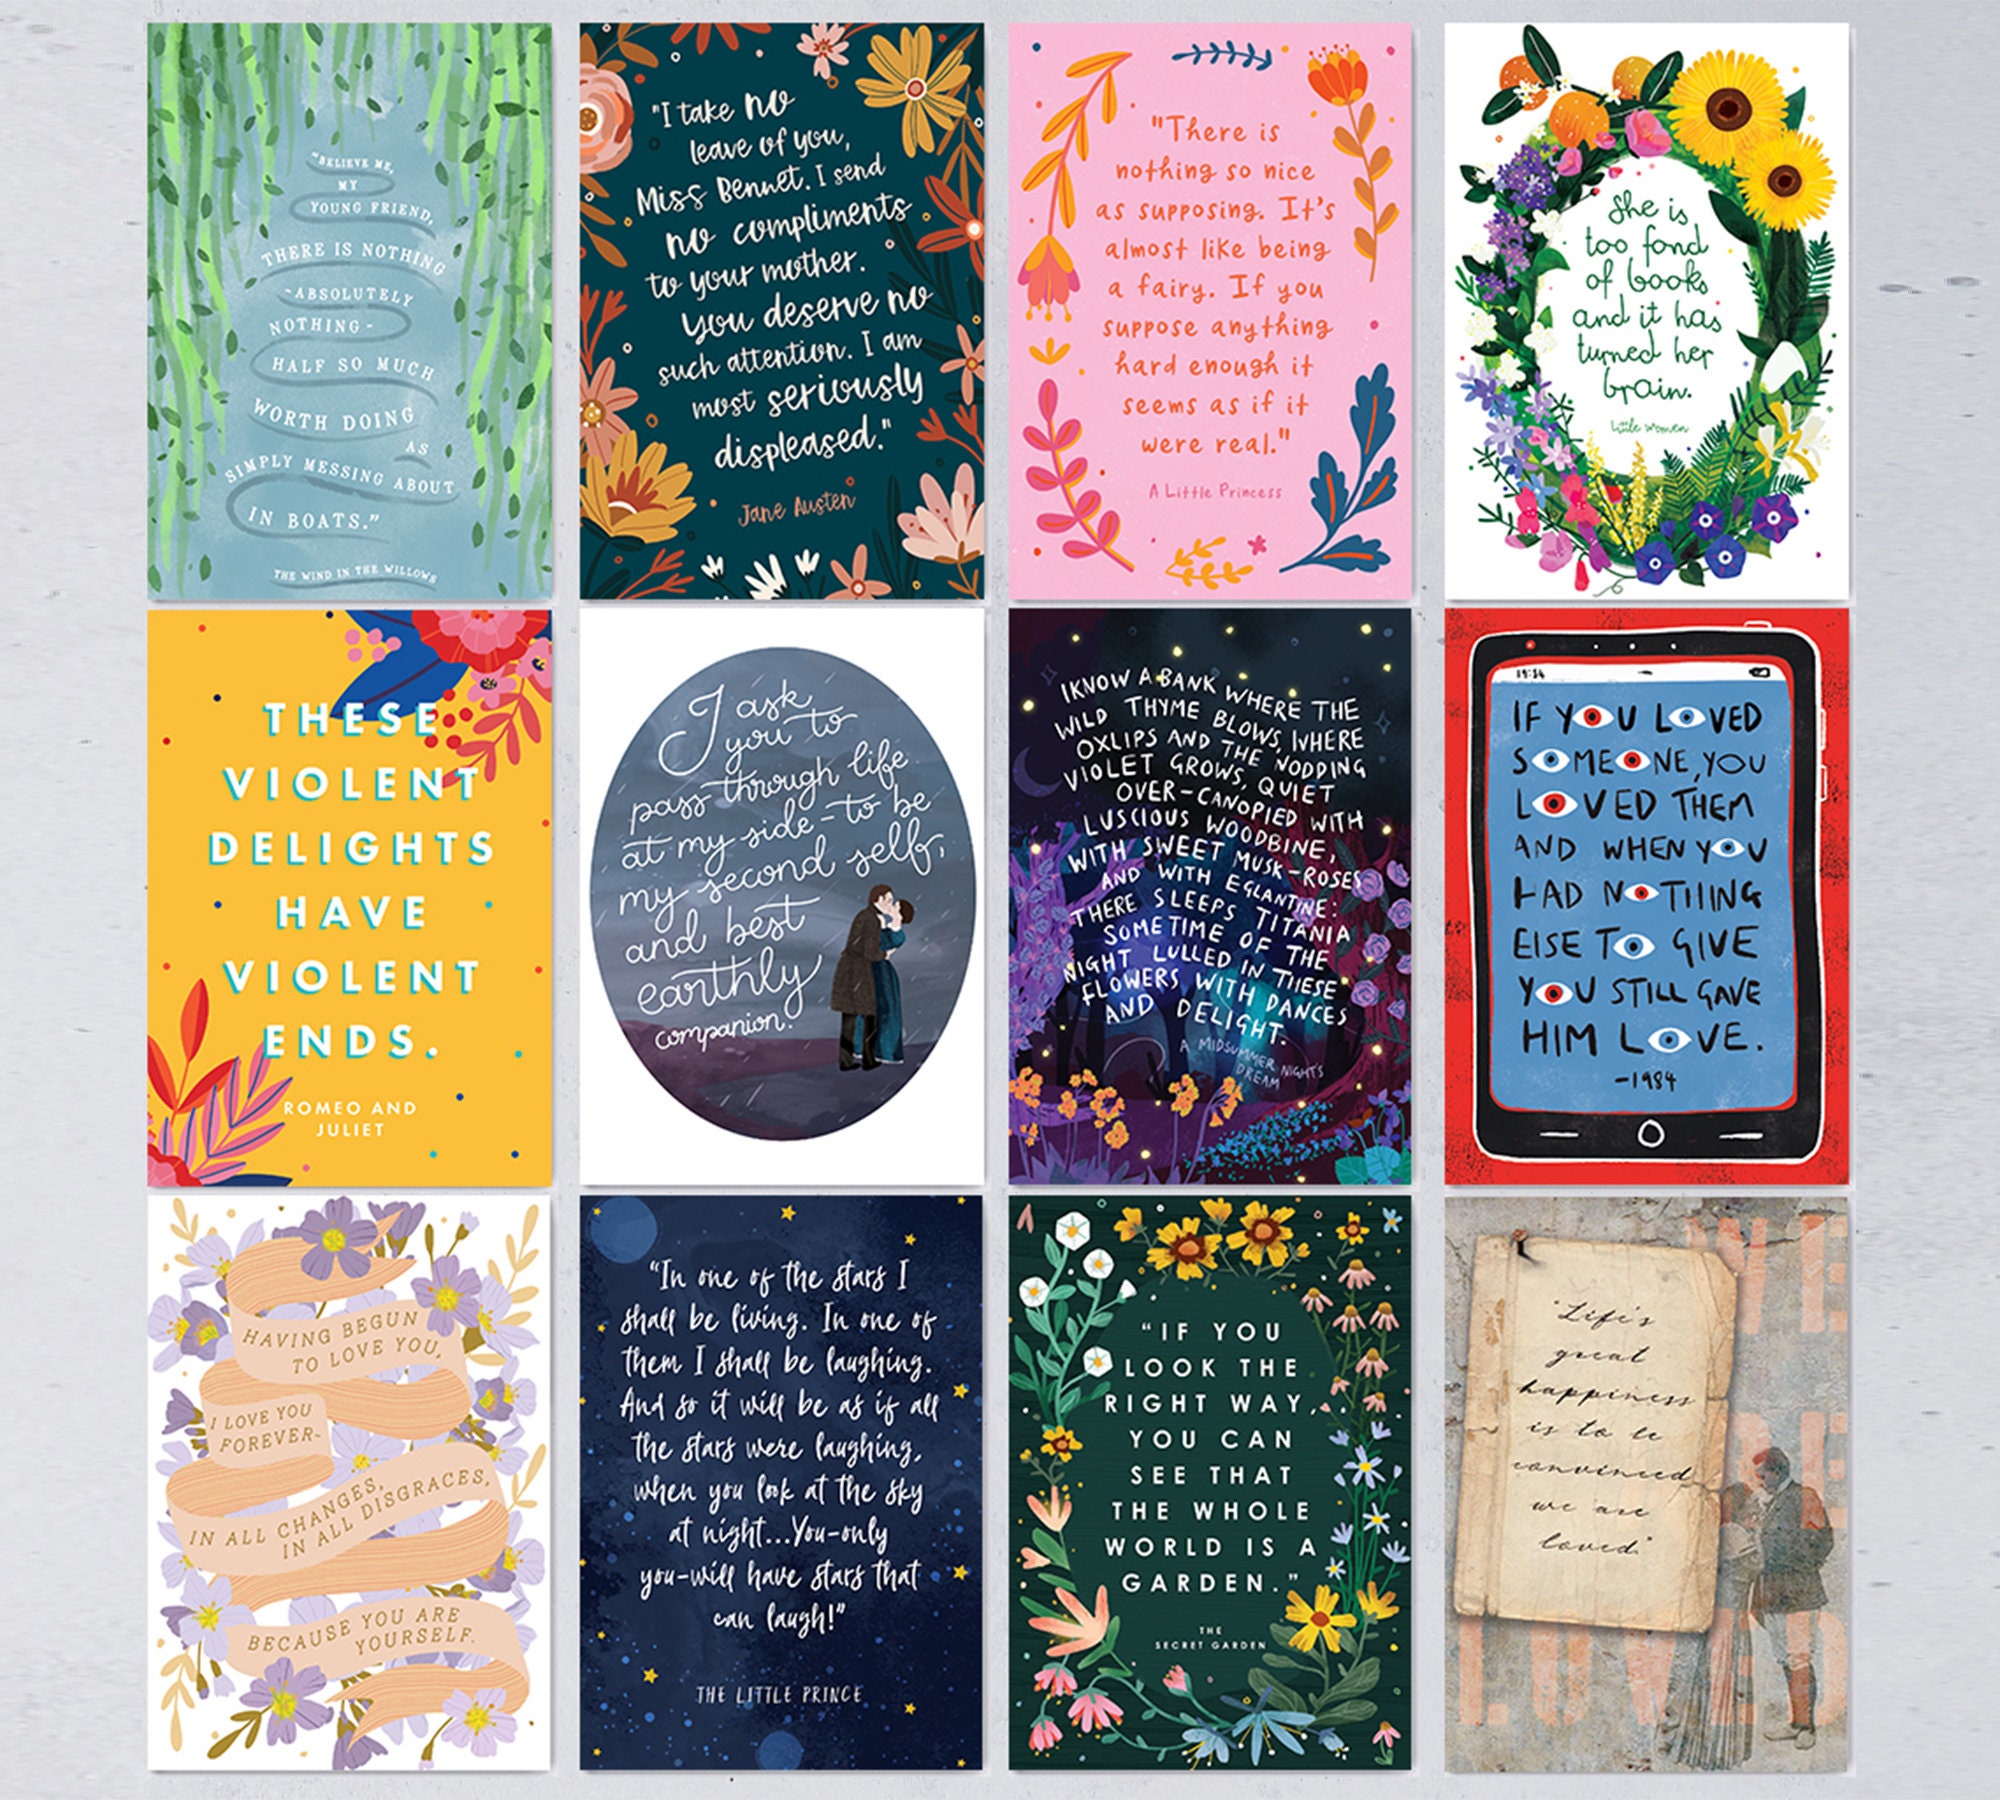 “BELIEVE ME,
MY
YOUNG FRIEND,
THERE IS NOTHING
-ABSOLUTELY
NOTHING-
HALF SO MUCH
WORTH DOING
AS
SIMPLY MESSING ABOUT
IN BOATS.”
THE WIND IN THE WILLOWS
"I take no
leave of you,
Miss Bennet. I send
no compliments
to your mother.
You deserve no
such attention. I am
most seriously
displeased."
Jane Austen
"There is
nothing so nice
as supposing. It's
almost like being
a fairy. If you
suppose anything
hard enough it
seems as if it
were real."
A Little Princess
She is
too fond
of books
and it has
turned her
brain.
Little Women
THESE
VIOLENT
DELIGHTS
HAVE
VIOLENT
ENDS.
ROMEO AND
JULIET
I ask
you to
pass through life
at my side - to be
my second self,
and best
earthly
companion.
I KNOW A BANK WHERE THE
WILD THYME BLOWS, WHERE
OXLIPS AND THE NODDING
VIOLET GROWS, QUIET
OVER-CANOPIED WITH
LUSCIOUS WOODBINE,
WITH SWEET MUSK-ROSES
AND WITH EGLANTINE:
THERE SLEEPS TITANIA
SOMETIME OF THE
NIGHT LULLED IN THESE
FLOWERS WITH DANCES
AND DELIGHT.
A MIDSUMMER NIGHT'S
DREAM
19:54
IF YOU LOVED
SOMEONE, YOU
LOVED THEM
AND WHEN YOU
HAD NOTHING
ELSE TO GIVE
YOU STILL GAVE
HIM LOVE.
-1984
HAVING BEGUN
TO LOVE YOU,
I LOVE YOU
FOREVER-
IN ALL CHANGES,
IN ALL DISGRACES,
BECAUSE YOU ARE
YOURSELF.
“In one of the stars I
shall be living. In one of
them I shall be laughing.
And so it will be as if all
the stars were laughing,
when you look at the sky
at night...You-only
you-will have stars that
can laugh!”
THE LITTLE PRINCE
“IF YOU
LOOK THE
RIGHT WAY,
YOU CAN
SEE THAT
THE WHOLE
WORLD IS A
GARDEN.”
THE
SECRET GARDEN
"Life's
great
happiness
is to be
convinced
we are
loved"
WE
LOVED